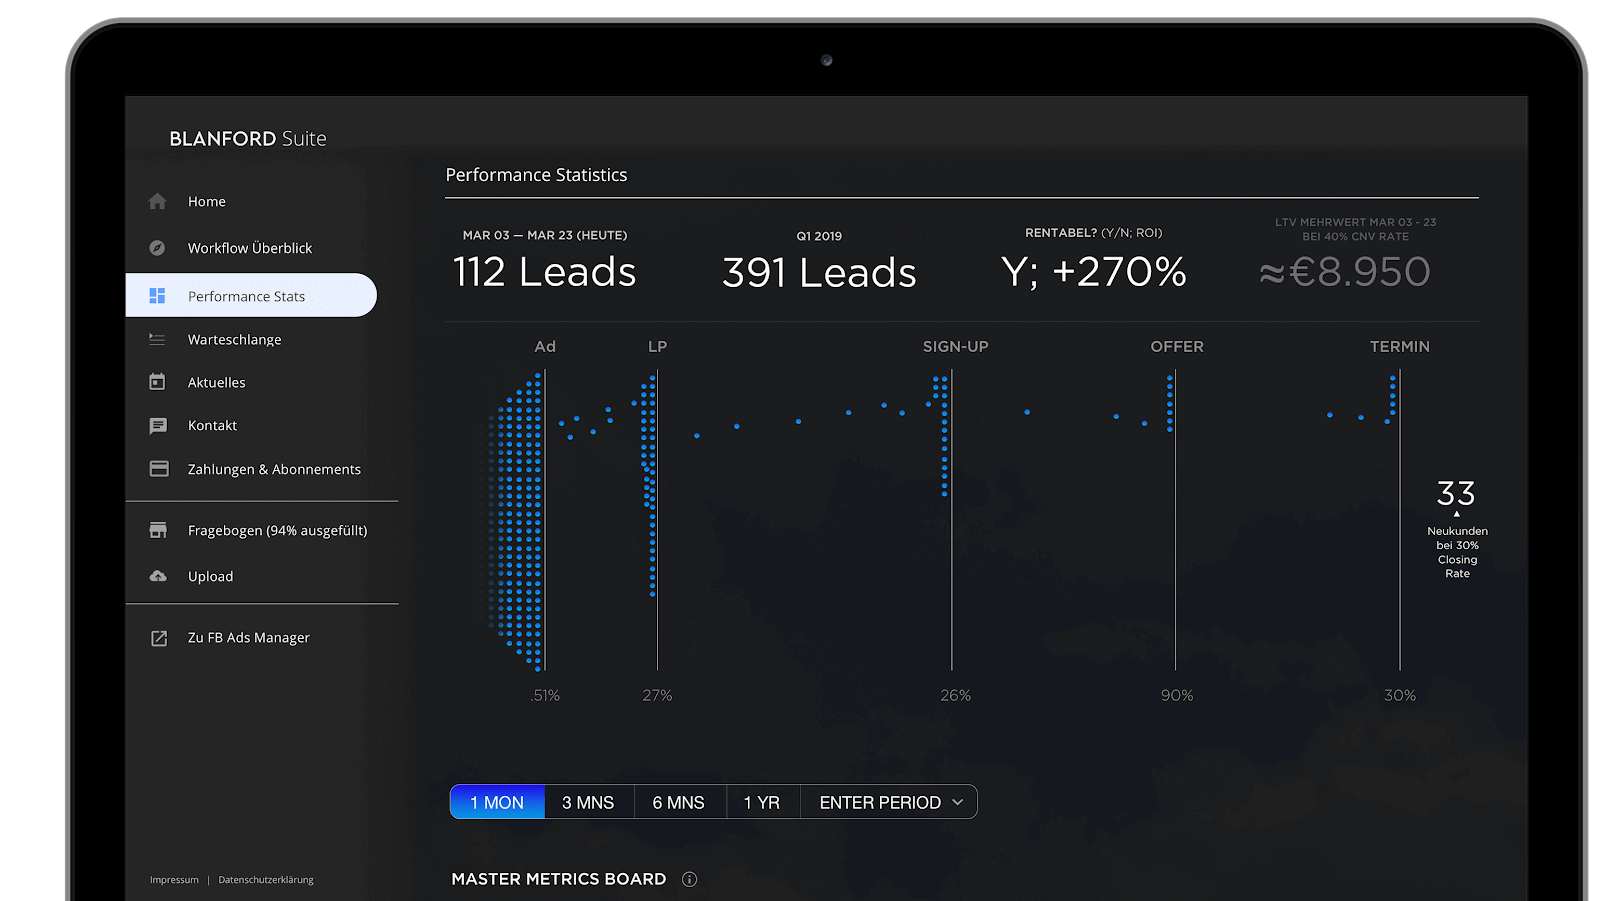 BLANFORD Suite
Home
Workflow Überblick
Performance Stats
Warteschlange
Aktuelles
Kontakt
Zahlungen & Abonnements
Fragebogen (94% ausgefüllt)
Upload
Zu FB Ads Manager
Impressum | Datenschutzerklärung
Performance Statistics
MAR 03 — MAR 23 (HEUTE)
112 Leads
Q1 2019
391 Leads
RENTABEL? (Y/N; ROI)
Y; +270%
LTV MEHRWERT MAR 03 - 23
BEI 40% CNV RATE
≈€8.950
Ad LP SIGN-UP OFFER TERMIN
33
Neukunden
bei 30%
Closing
Rate
.51% 27% 26% 90% 30%
1 MON 3 MNS 6 MNS 1 YR ENTER PERIOD
MASTER METRICS BOARD